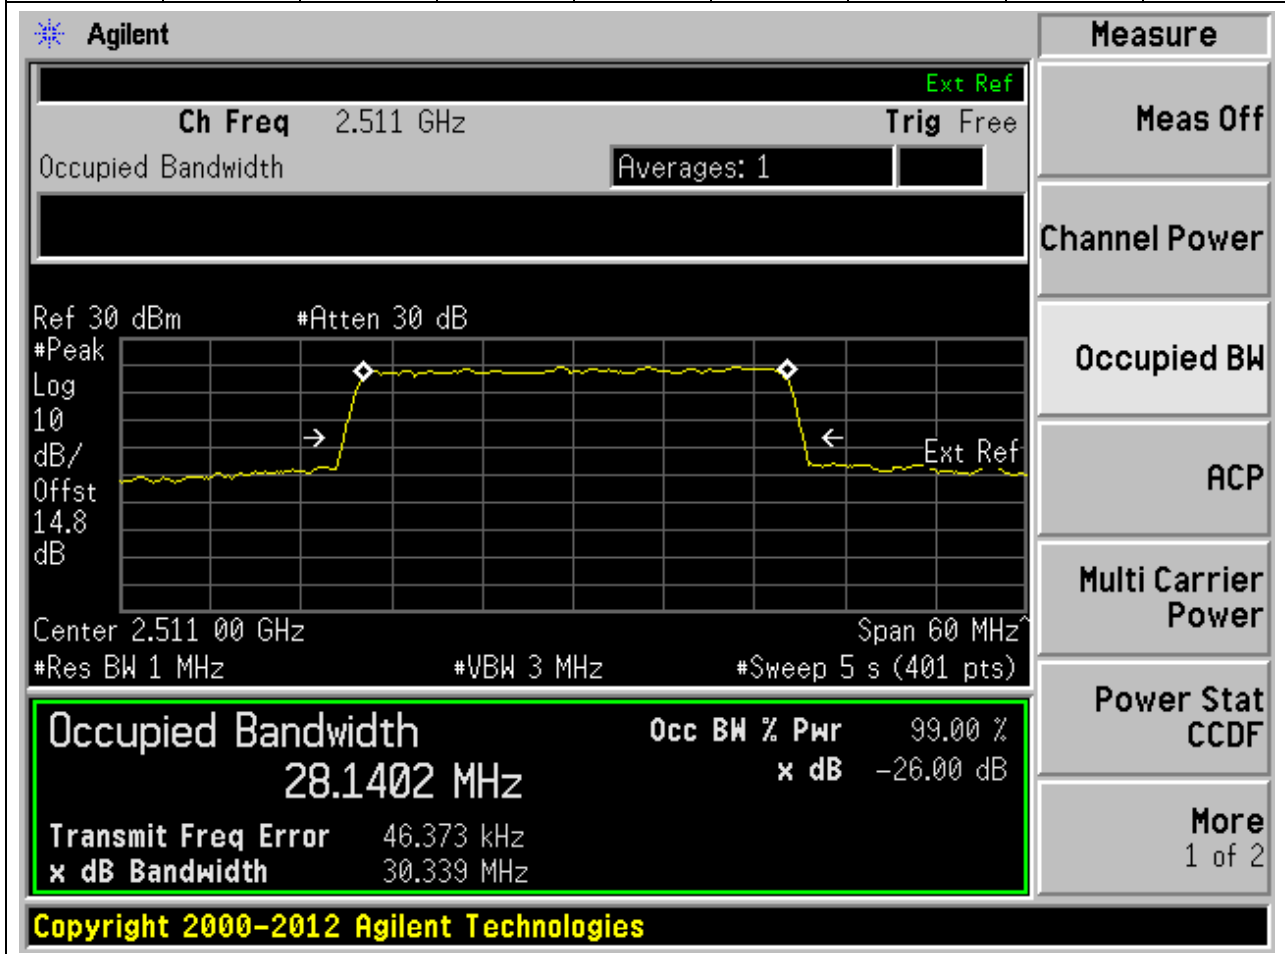 Agilent
Measure
Ext Ref
Ch Freq 2.511 GHz Trig Free
Occupied Bandwidth Averages: 1
Meas Off
Channel Power
Ref 30 dBm #Atten 30 dB
#Peak
Log
10
dB/
Offst
14.8
dB
Ext Ref
Occupied BW
ACP
Center 2.511 00 GHz Span 60 MHz^
#Res BW 1 MHz #VBW 3 MHz #Sweep 5 s (401 pts)
Multi Carrier
Power
Occupied Bandwidth Occ BW % Pwr 99.00 %
28.1402 MHz x dB -26.00 dB
Transmit Freq Error 46.373 kHz
x dB Bandwidth 30.339 MHz
Power Stat
CCDF
More
1 of 2
Copyright 2000-2012 Agilent Technologies